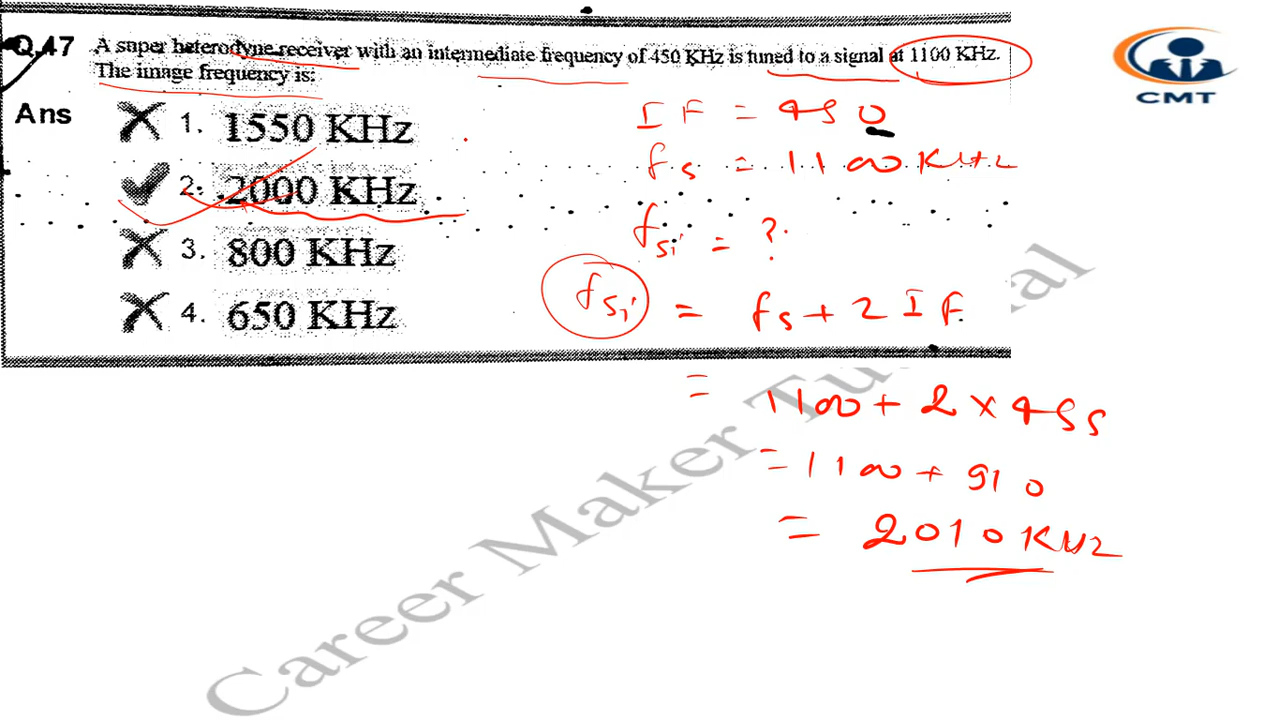 Q.47 A super heterodyne receiver with an intermediate frequency of 450 KHz is tuned to a signal at 1100 KHz.
The image frequency is:
Ans
1. 1550 KHz
2. 2000 KHz
3. 800 KHz
4. 650 KHz
CMT
IF = 450
fs = 1100 KHz
fsi = ?
fsi = fs + 2 IF
= 1100 + 2 × 455
= 1100 + 910
= 2010 KHz
Career Maker Tutorial